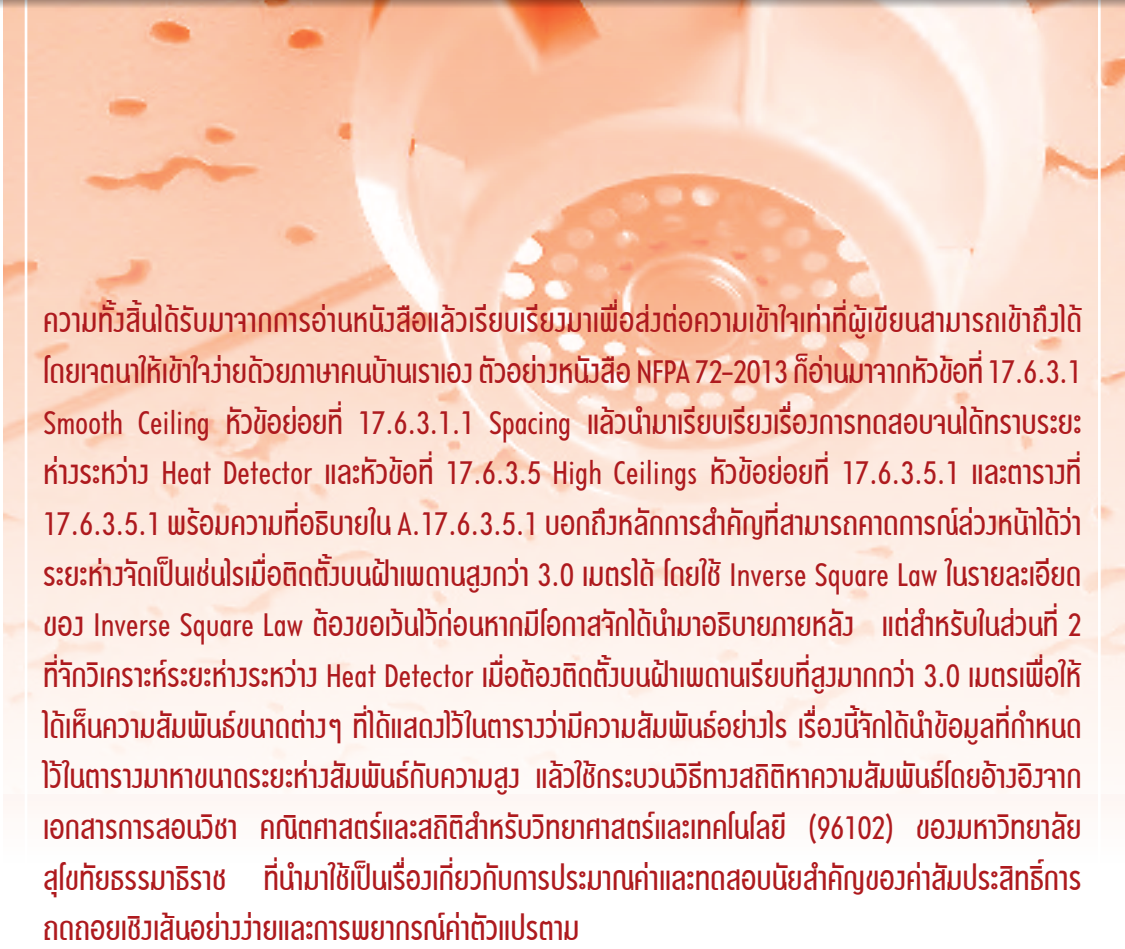 ความทั้งสิ้นได้รับมาจากการอ่านหนังสือแล้วเรียบเรียงมาเพื่อส่งต่อความเข้าใจเท่าที่ผู้เขียนสามารถเข้าถึงได้
โดยเจตนาให้เข้าใจง่ายด้วยภาษาคนบ้านเราเอง ตัวอย่างหนังสือ NFPA 72-2013 ก็อ่านมาจากหัวข้อที่ 17.6.3.1
Smooth Ceiling หัวข้อย่อยที่ 17.6.3.1.1 Spacing แล้วนำมาเรียบเรียงเรื่องการทดสอบจนได้ทราบระยะ
ห่างระหว่าง Heat Detector และหัวข้อที่ 17.6.3.5 High Ceilings หัวข้อย่อยที่ 17.6.3.5.1 และตารางที่
17.6.3.5.1 พร้อมความที่อธิบายใน A.17.6.3.5.1 บอกถึงหลักการสำคัญที่สามารถคาดการณ์ล่วงหน้าได้ว่า
ระยะห่างจัดเป็นเช่นไรเมื่อติดตั้งบนฝ้าเพดานสูงกว่า 3.0 เมตรได้ โดยใช้ Inverse Square Law ในรายละเอียด
ของ Inverse Square Law ต้องขอเว้นไว้ก่อนหากมีโอกาสจักได้นำมาอธิบายภายหลัง แต่สำหรับในส่วนที่ 2
ที่จักวิเคราะห์ระยะห่างระหว่าง Heat Detector เมื่อต้องติดตั้งบนฝ้าเพดานเรียบที่สูงมากกว่า 3.0 เมตรเพื่อให้
ได้เห็นความสัมพันธ์ขนาดต่างๆ ที่ได้แสดงไว้ในตารางว่ามีความสัมพันธ์อย่างไร เรื่องนี้จักได้นำข้อมูลที่กำหนด
ไว้ในตารางมาหาขนาดระยะห่างสัมพันธ์กับความสูง แล้วใช้กระบวนวิธีทางสถิติหาความสัมพันธ์โดยอ้างอิงจาก
เอกสารการสอนวิชา คณิตศาสตร์และสถิติสำหรับวิทยาศาสตร์และเทคโนโลยี (96102) ของมหาวิทยาลัย
สุโขทัยธรรมาธิราช ที่นำมาใช้เป็นเรื่องเกี่ยวกับการประมาณค่าและทดสอบนัยสำคัญของค่าสัมประสิทธิ์การ
ถดถอยเชิงเส้นอย่างง่ายและการพยากรณ์ค่าตัวแปรตาม